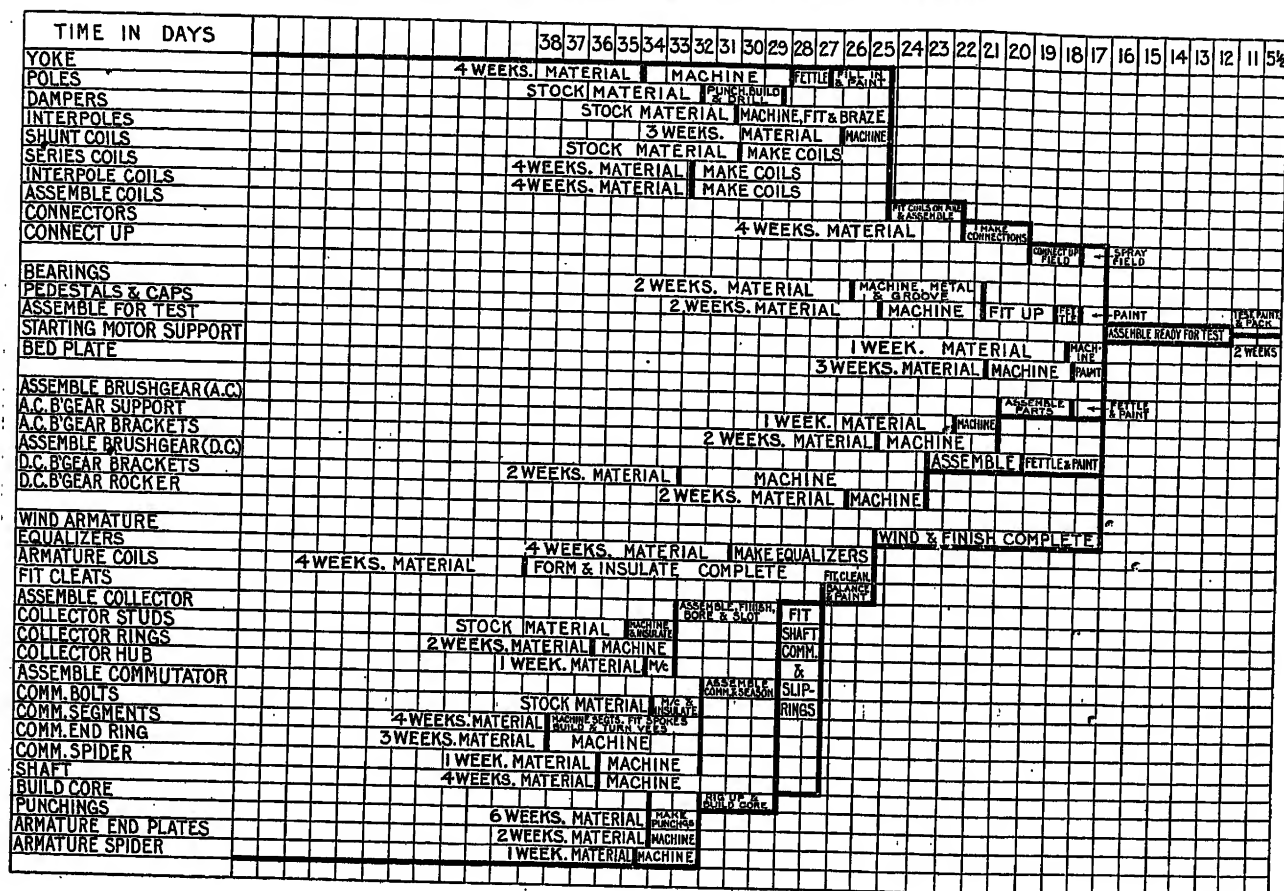 TIME IN DAYS 38 37 36 35 34 33 32 31 30 29 28 27 26 25 24 23 22 21 20 19 18 17 16 15 14 13 12 11 5½
YOKE
4 WEEKS. MATERIAL MACHINE FETTLE FILL IN & PAINT
POLES
STOCK MATERIAL PUNCH, BUILD & DRILL
DAMPERS
STOCK MATERIAL MACHINE, FIT & BRAZE
INTERPOLES
3 WEEKS. MATERIAL MACHINE
SHUNT COILS
STOCK MATERIAL MAKE COILS
SERIES COILS
4 WEEKS. MATERIAL MAKE COILS
INTERPOLE COILS
4 WEEKS. MATERIAL MAKE COILS
ASSEMBLE COILS
FIT COILS ON & ASSEMBLE
CONNECTORS
4 WEEKS. MATERIAL MAKE CONNECTIONS
CONNECT UP
CONNECT UP FIELD ← SPRAY FIELD
BEARINGS
2 WEEKS. MATERIAL MACHINE, METAL & GROOVE
PEDESTALS & CAPS
2 WEEKS. MATERIAL MACHINE FIT UP FETTLE ← PAINT
ASSEMBLE FOR TEST
ASSEMBLE READY FOR TEST TEST, PAINT, & PACK
2 WEEKS
STARTING MOTOR SUPPORT
1 WEEK. MATERIAL MACHINE
BED PLATE
3 WEEKS. MATERIAL MACHINE PAINT
ASSEMBLE BRUSHGEAR (A.C.)
ASSEMBLE PARTS ← FETTLE & PAINT
A.C. B'GEAR SUPPORT
1 WEEK. MATERIAL MACHINE
A.C. B'GEAR BRACKETS
2 WEEKS. MATERIAL MACHINE
ASSEMBLE BRUSHGEAR (D.C.)
ASSEMBLE FETTLE & PAINT
D.C. B'GEAR BRACKETS
2 WEEKS. MATERIAL MACHINE
D.C. B'GEAR ROCKER
2 WEEKS. MATERIAL MACHINE
WIND ARMATURE
WIND & FINISH COMPLETE
EQUALIZERS
4 WEEKS. MATERIAL MAKE EQUALIZERS
ARMATURE COILS
4 WEEKS. MATERIAL FORM & INSULATE COMPLETE
FIT CLEATS
FIT, CLEAN, BALANCE & PAINT
ASSEMBLE COLLECTOR
ASSEMBLE, FINISH, BORE & SLOT
FIT SHAFT COMM. & SLIP-RINGS
COLLECTOR STUDS
STOCK MATERIAL MACHINE & INSULATE
COLLECTOR RINGS
2 WEEKS. MATERIAL MACHINE
COLLECTOR HUB
1 WEEK. MATERIAL M/C
ASSEMBLE COMMUTATOR
ASSEMBLE COMM. & SEASON
COMM. BOLTS
STOCK MATERIAL M/C & INSULATE
COMM. SEGMENTS
4 WEEKS. MATERIAL MACHINE SEGTS. FIT SPOKES BUILD & TURN VEES
COMM. END RING
3 WEEKS. MATERIAL MACHINE
COMM. SPIDER
1 WEEK. MATERIAL MACHINE
SHAFT
4 WEEKS. MATERIAL MACHINE
BUILD CORE
RIG UP & BUILD CORE
PUNCHINGS
6 WEEKS. MATERIAL MAKE PUNCHGS
ARMATURE END PLATES
2 WEEKS. MATERIAL MACHINE
ARMATURE SPIDER
1 WEEK. MATERIAL MACHINE